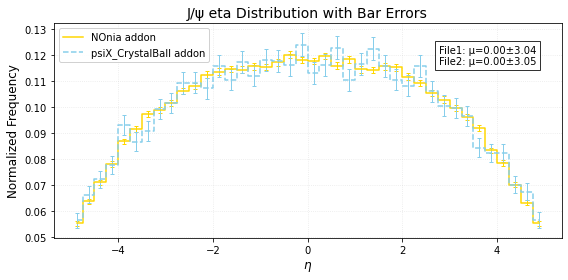 J/ψ eta Distribution with Bar Errors
NOnia addon
psiX_CrystalBall addon
File1: μ=0.00±3.04
File2: μ=0.00±3.05
Normalized Frequency
0.13
0.12
0.11
0.10
0.09
0.08
0.07
0.06
0.05
−4
−2
0
2
4
η